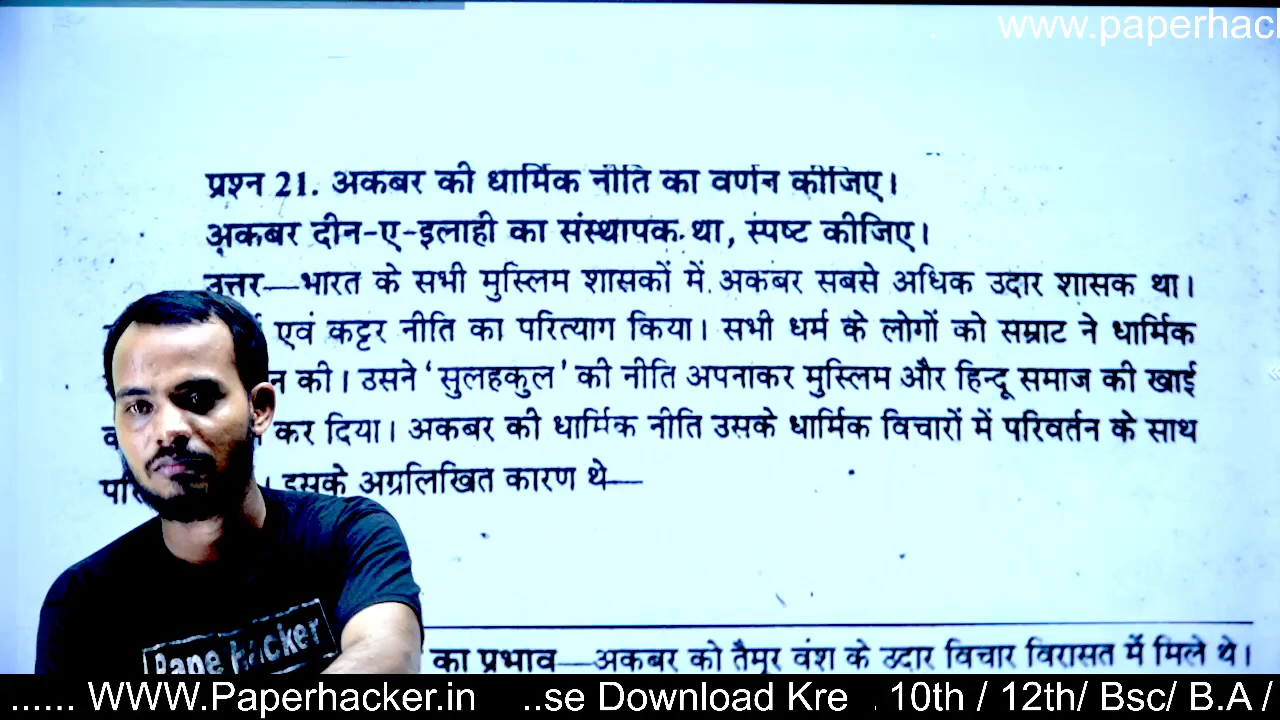 www.paperhack
प्रश्न 21. अकबर की धार्मिक नीति का वर्णन कीजिए।
अकबर दीन-ए-इलाही का संस्थापक था, स्पष्ट कीजिए।
उत्तर—भारत के सभी मुस्लिम शासकों में अकबर सबसे अधिक उदार शासक था।
एवं कट्टर नीति का परित्याग किया। सभी धर्म के लोगों को सम्राट ने धार्मिक
की। उसने 'सुलहकुल' की नीति अपनाकर मुस्लिम और हिन्दू समाज की खाई
कर दिया। अकबर की धार्मिक नीति उसके धार्मिक विचारों में परिवर्तन के साथ
। इसके अग्रलिखित कारण थे—
का प्रभाव—अकबर को तैमूर वंश के उदार विचार विरासत में मिले थे।
Pape Hacker
...... WWW.Paperhacker.in ..se Download Kre . 10th / 12th/ Bsc/ B.A /